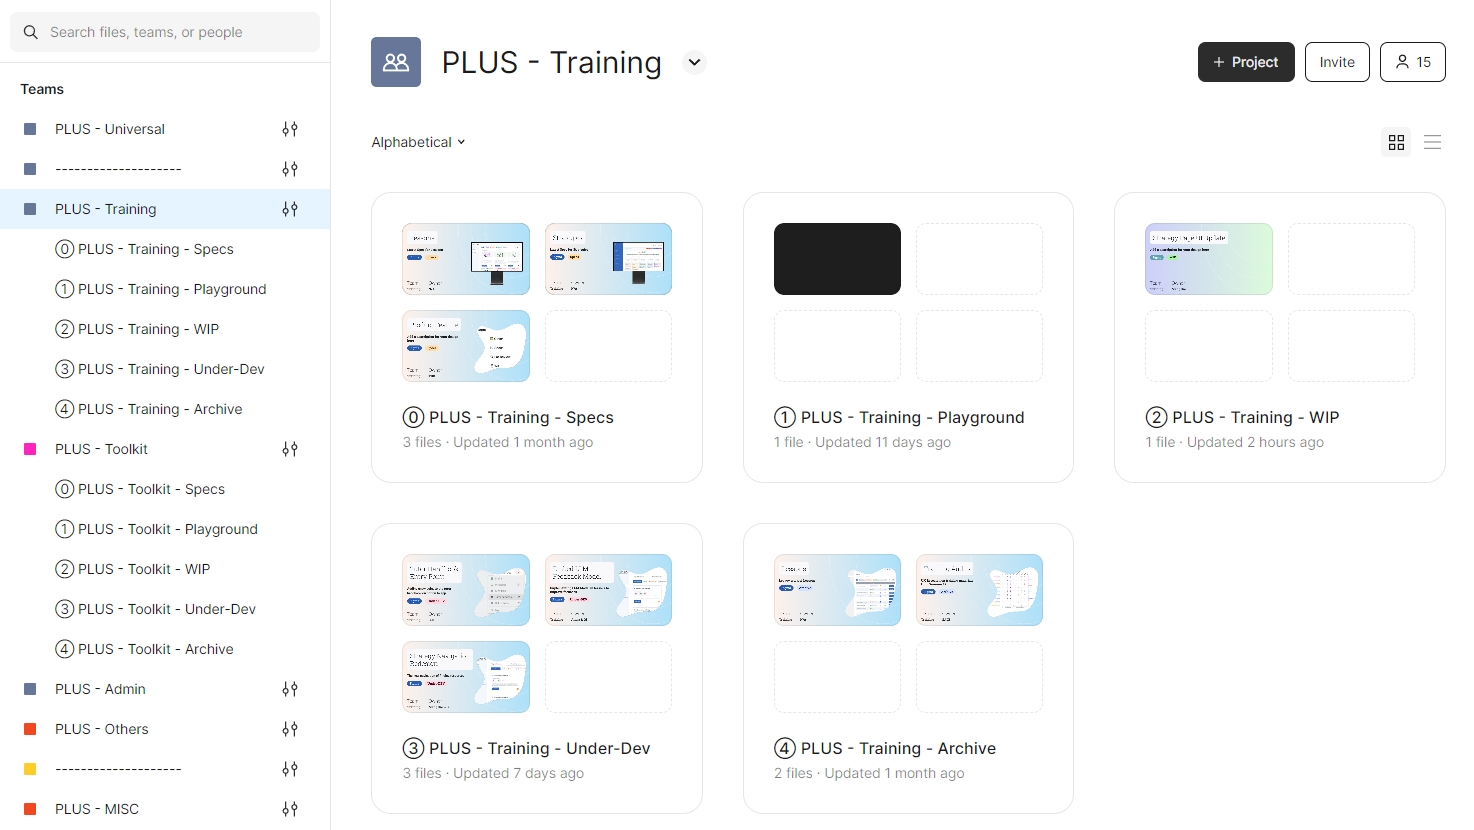 Search files, teams, or people
Teams
PLUS - Universal
--------------------
PLUS - Training
⓪ PLUS - Training - Specs
① PLUS - Training - Playground
② PLUS - Training - WIP
③ PLUS - Training - Under-Dev
④ PLUS - Training - Archive
PLUS - Toolkit
⓪ PLUS - Toolkit - Specs
① PLUS - Toolkit - Playground
② PLUS - Toolkit - WIP
③ PLUS - Toolkit - Under-Dev
④ PLUS - Toolkit - Archive
PLUS - Admin
PLUS - Others
--------------------
PLUS - MISC
PLUS - Training
+ Project
Invite
15
Alphabetical
⓪ PLUS - Training - Specs
3 files · Updated 1 month ago
① PLUS - Training - Playground
1 file · Updated 11 days ago
② PLUS - Training - WIP
1 file · Updated 2 hours ago
③ PLUS - Training - Under-Dev
3 files · Updated 7 days ago
④ PLUS - Training - Archive
2 files · Updated 1 month ago